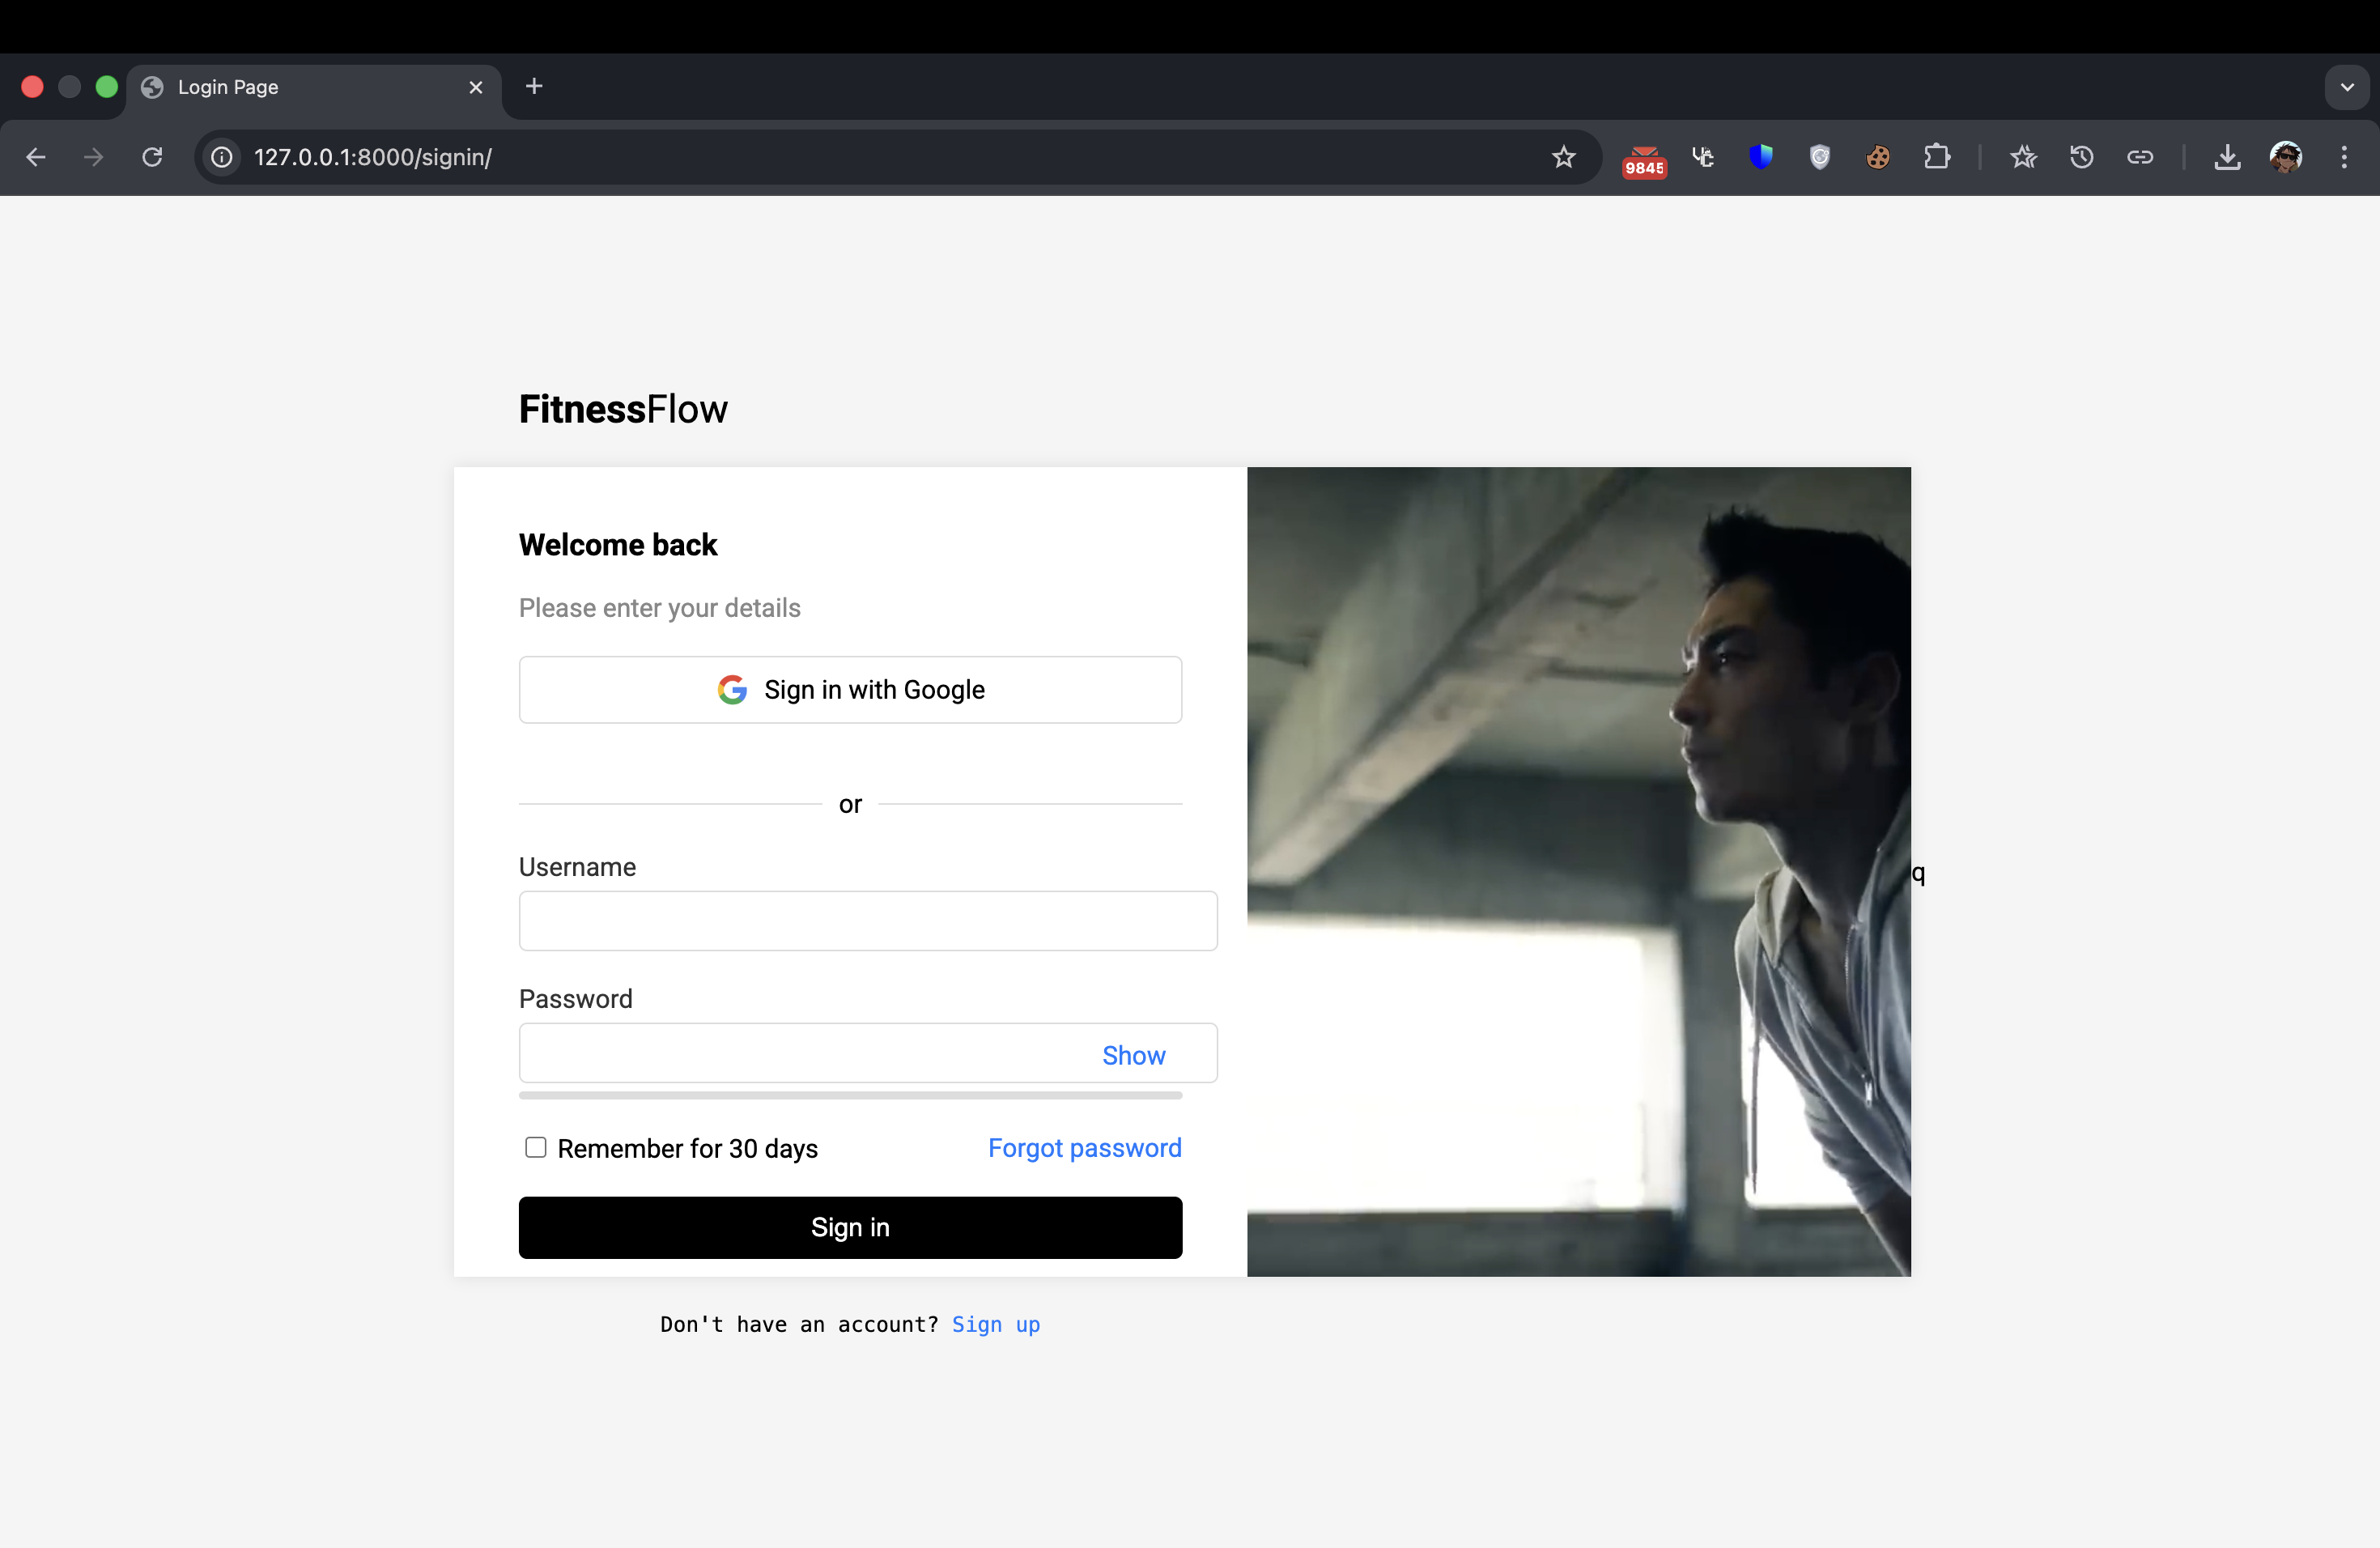 Login Page
127.0.0.1:8000/signin/
9845
FitnessFlow
Welcome back
Please enter your details
Sign in with Google
or
Username
q
Password
Show
Remember for 30 days
Forgot password
Sign in
Don't have an account? Sign up